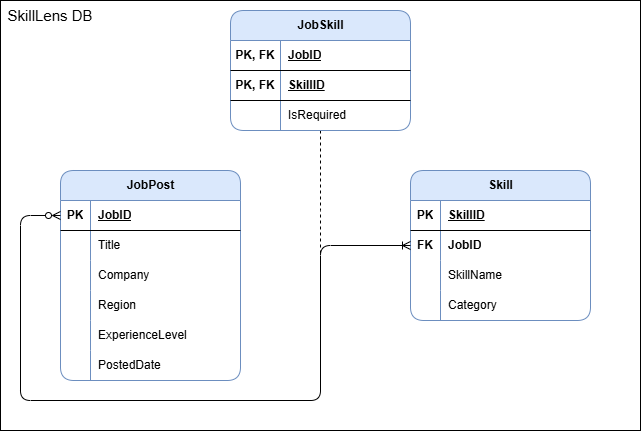 SkillLens DB
JobSkill
PK, FK JobID
PK, FK SkillID
IsRequired
JobPost
PK JobID
Title
Company
Region
ExperienceLevel
PostedDate
Skill
PK SkillID
FK JobID
SkillName
Category